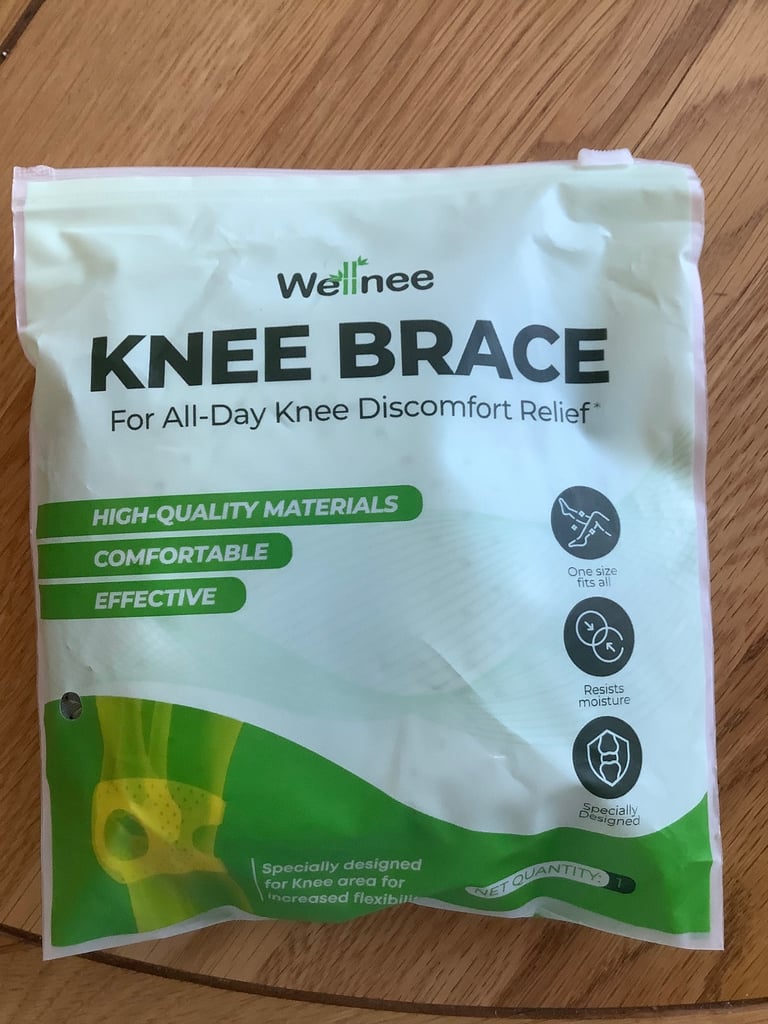 Wellnee
KNEE BRACE
For All-Day Knee Discomfort Relief*
HIGH-QUALITY MATERIALS
COMFORTABLE
EFFECTIVE
One size
fits all
Resists
moisture
Specially
Designed
Specially designed
for Knee area for
increased
NET QUANTITY: 1